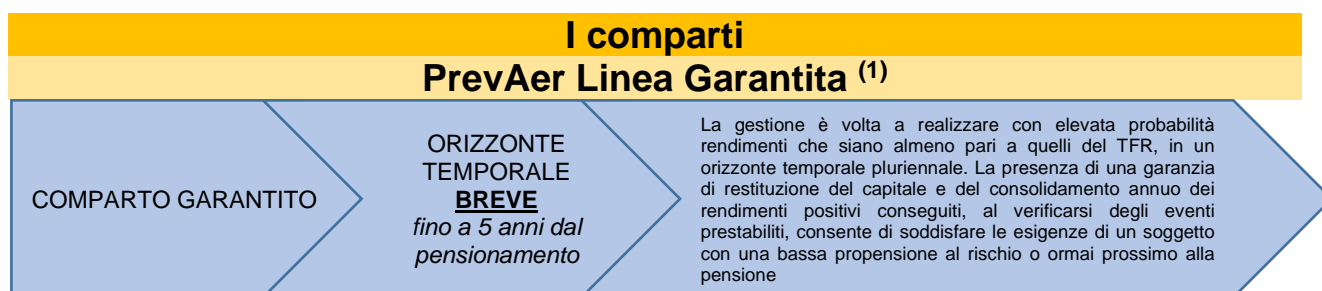 I comparti
PrevAer Linea Garantita (1)
COMPARTO GARANTITO
ORIZZONTE
TEMPORALE
BREVE
fino a 5 anni dal
pensionamento
La gestione è volta a realizzare con elevata probabilità
rendimenti che siano almeno pari a quelli del TFR, in un
orizzonte temporale pluriennale. La presenza di una garanzia
di restituzione del capitale e del consolidamento annuo dei
rendimenti positivi conseguiti, al verificarsi degli eventi
prestabiliti, consente di soddisfare le esigenze di un soggetto
con una bassa propensione al rischio o ormai prossimo alla
pensione